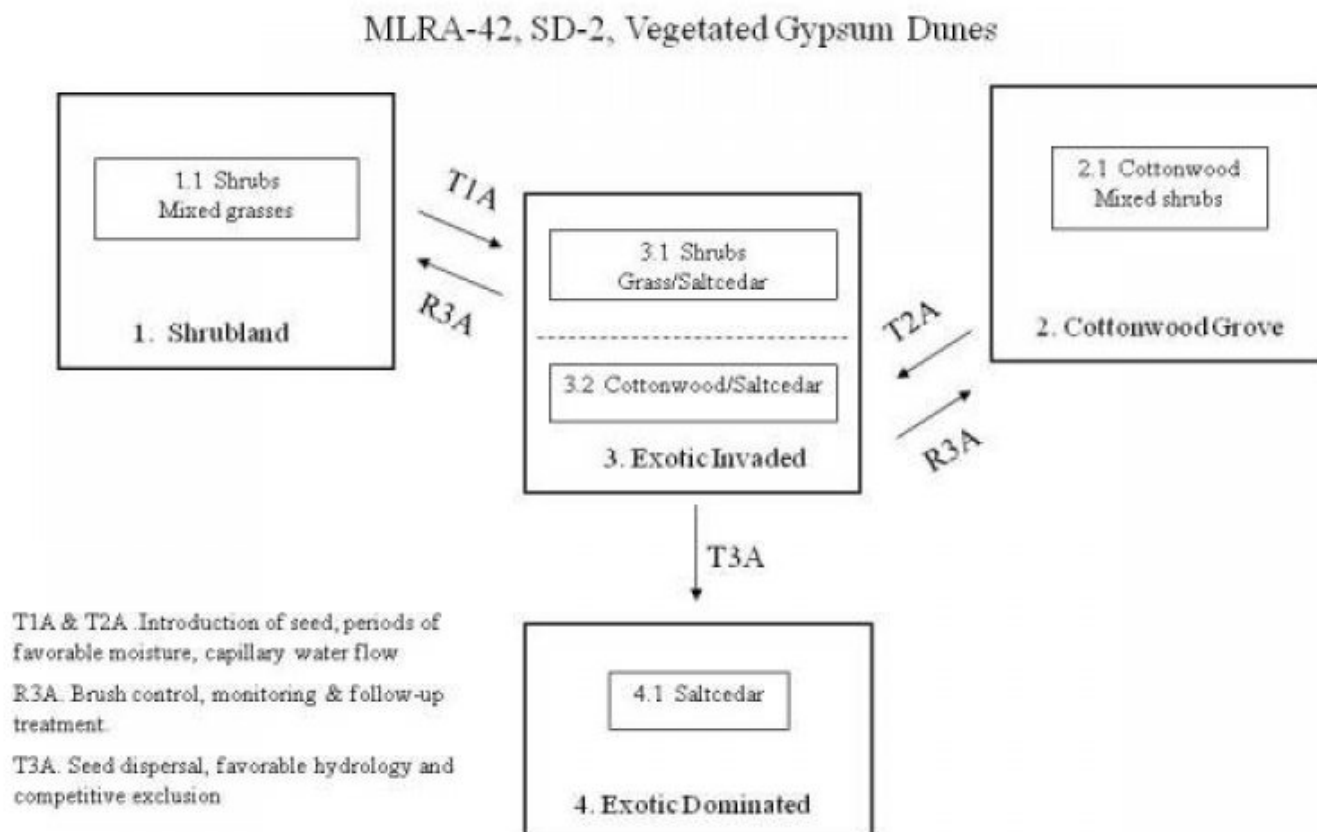 MLRA-42, SD-2, Vegetated Gypsum Dunes
1.1 Shrubs
Mixed grasses
1. Shrubland
T1A
R3A
3.1 Shrubs
Grass/Saltcedar
3.2 Cottonwood/Saltcedar
3. Exotic Invaded
2.1 Cottonwood
Mixed shrubs
2. Cottonwood Grove
T2A
R3A
T3A
4.1 Saltcedar
4. Exotic Dominated
T1A & T2A .Introduction of seed, periods of
favorable moisture, capillary water flow
R3A. Brush control, monitoring & follow-up
treatment.
T3A. Seed dispersal, favorable hydrology and
competitive exclusion